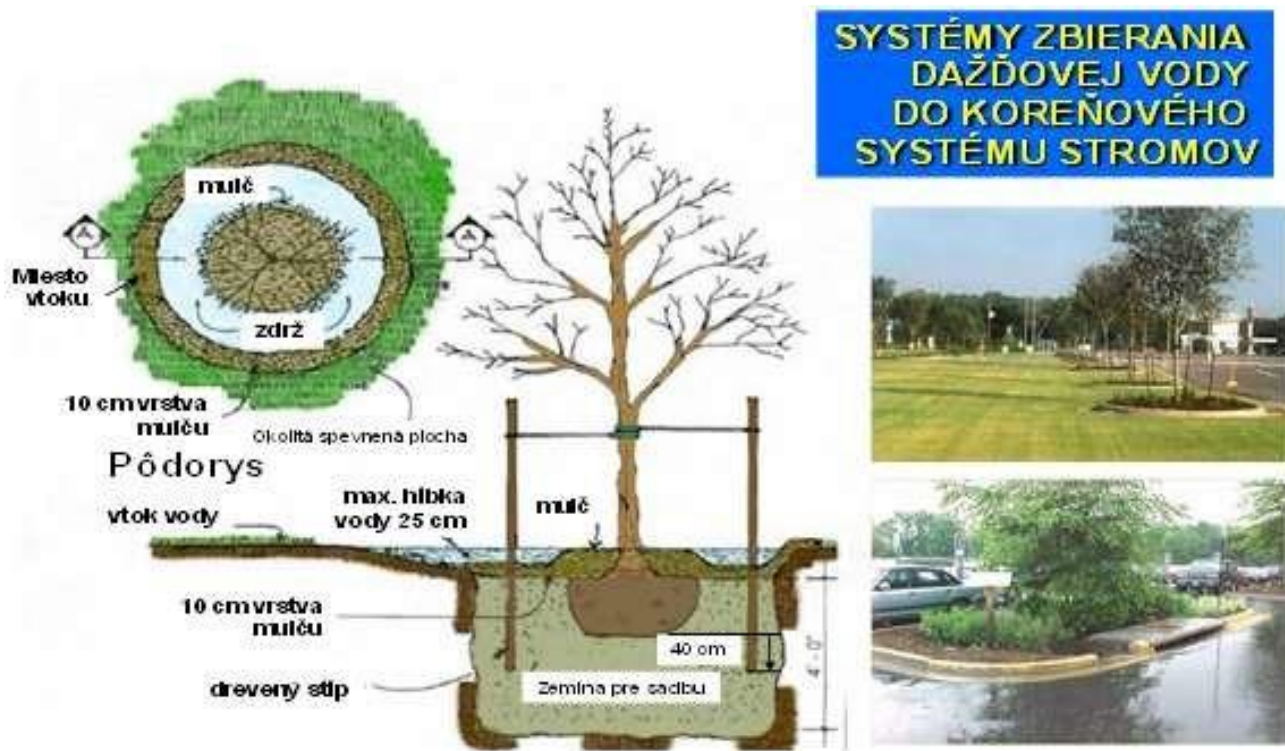 SYSTÉMY ZBIERANIA
DAŽĎOVEJ VODY
DO KOREŇOVÉHO
SYSTÉMU STROMOV
mulč
A
A
Miesto
vtoku
zdrž
10 cm vrstva
mulču
Okolitá spevnená plocha
Pôdorys
vtok vody
max. hĺbka
vody 25 cm
mulč
10 cm vrstva
mulču
40 cm
4'-0"
drevený stĺp
Zemina pre sadbu